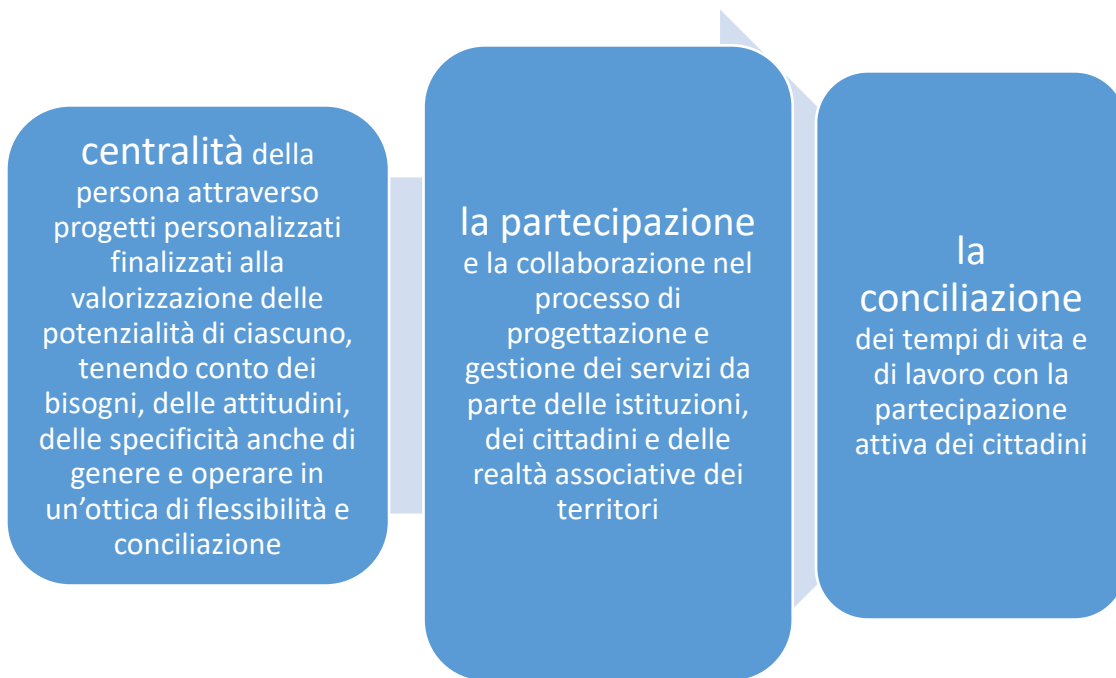 centralità della
persona attraverso
progetti personalizzati
finalizzati alla
valorizzazione delle
potenzialità di ciascuno,
tenendo conto dei
bisogni, delle attitudini,
delle specificità anche di
genere e operare in
un’ottica di flessibilità e
conciliazione
la partecipazione
e la collaborazione nel
processo di
progettazione e
gestione dei servizi da
parte delle istituzioni,
dei cittadini e delle
realtà associative dei
territori
la
conciliazione
dei tempi di vita e
di lavoro con la
partecipazione
attiva dei cittadini